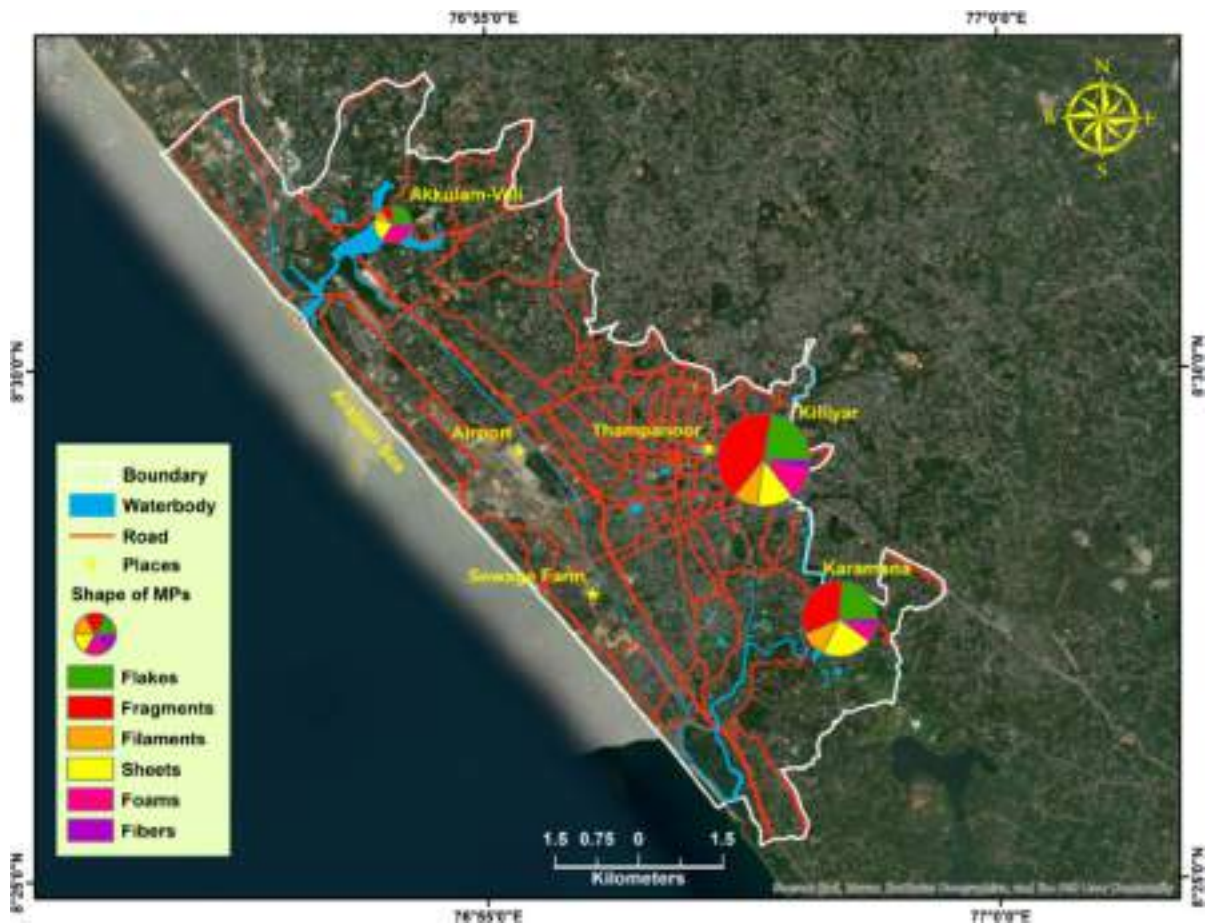 76°55'0"E
77°0'0"E
N
W
E
S
Akkulam-Veli
8°30'0"N
8°30'0"N
Killiyar
Airport
Thampanoor
Arabian Sea
Boundary
Waterbody
Road
Places
Shape of MPs
Flakes
Fragments
Filaments
Sheets
Foams
Fibers
Sewage Farm
Karamana
1.5 0.75 0 1.5
Kilometers
8°25'0"N
8°25'0"N
76°55'0"E
77°0'0"E